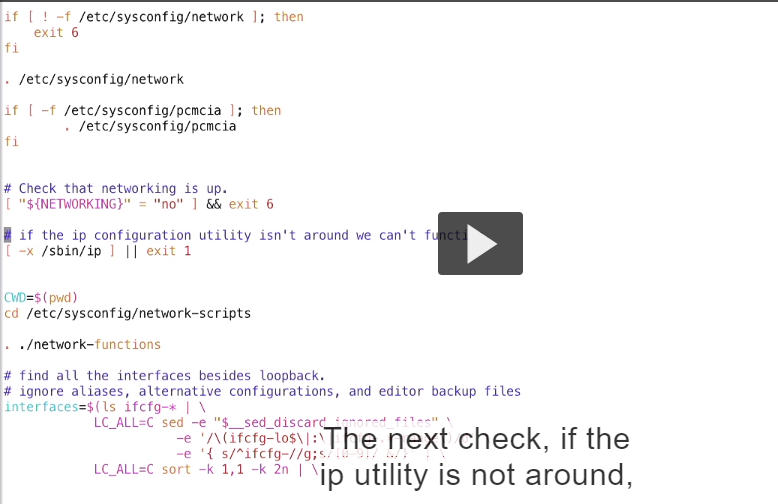 if [ ! -f /etc/sysconfig/network ]; then
exit 6
fi
. /etc/sysconfig/network
if [ -f /etc/sysconfig/pcmcia ]; then
. /etc/sysconfig/pcmcia
fi
# Check that networking is up.
[ "${NETWORKING}" = "no" ] && exit 6
# if the ip configuration utility isn't around we can't functi
[ -x /sbin/ip ] || exit 1
CWD=$(pwd)
cd /etc/sysconfig/network-scripts
. ./network-functions
# find all the interfaces besides loopback.
# ignore aliases, alternative configurations, and editor backup files
interfaces=$(ls ifcfg-* | \
LC_ALL=C sed -e "$__sed_discard_ignored_files" \
-e '/\(ifcfg-lo$\|:\
-e '{ s/^ifcfg-//g;s/
LC_ALL=C sort -k 1,1 -k 2n | \
The next check, if the
ip utility is not around,